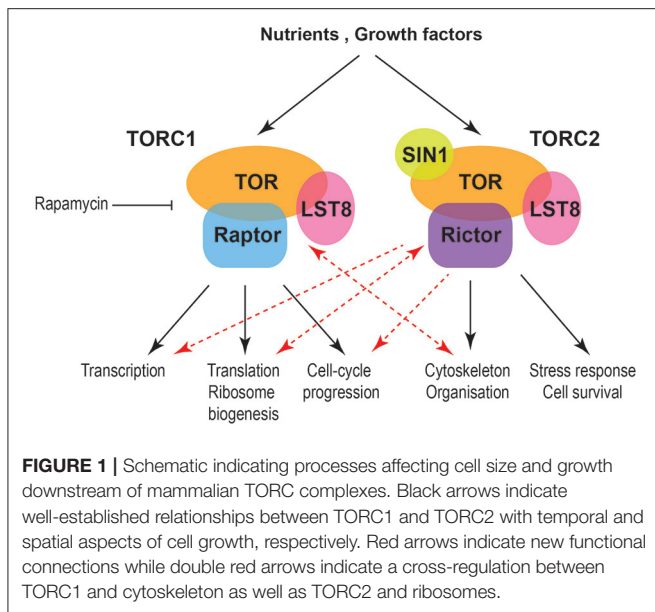 Nutrients , Growth factors
TORC1
TORC2
SIN1
TOR
TOR
LST8
LST8
Rapamycin
Raptor
Rictor
Transcription
Translation
Ribosome
biogenesis
Cell-cycle
progression
Cytoskeleton
Organisation
Stress response
Cell survival
FIGURE 1 | Schematic indicating processes affecting cell size and growth
downstream of mammalian TORC complexes. Black arrows indicate
well-established relationships between TORC1 and TORC2 with temporal and
spatial aspects of cell growth, respectively. Red arrows indicate new functional
connections while double red arrows indicate a cross-regulation between
TORC1 and cytoskeleton as well as TORC2 and ribosomes.